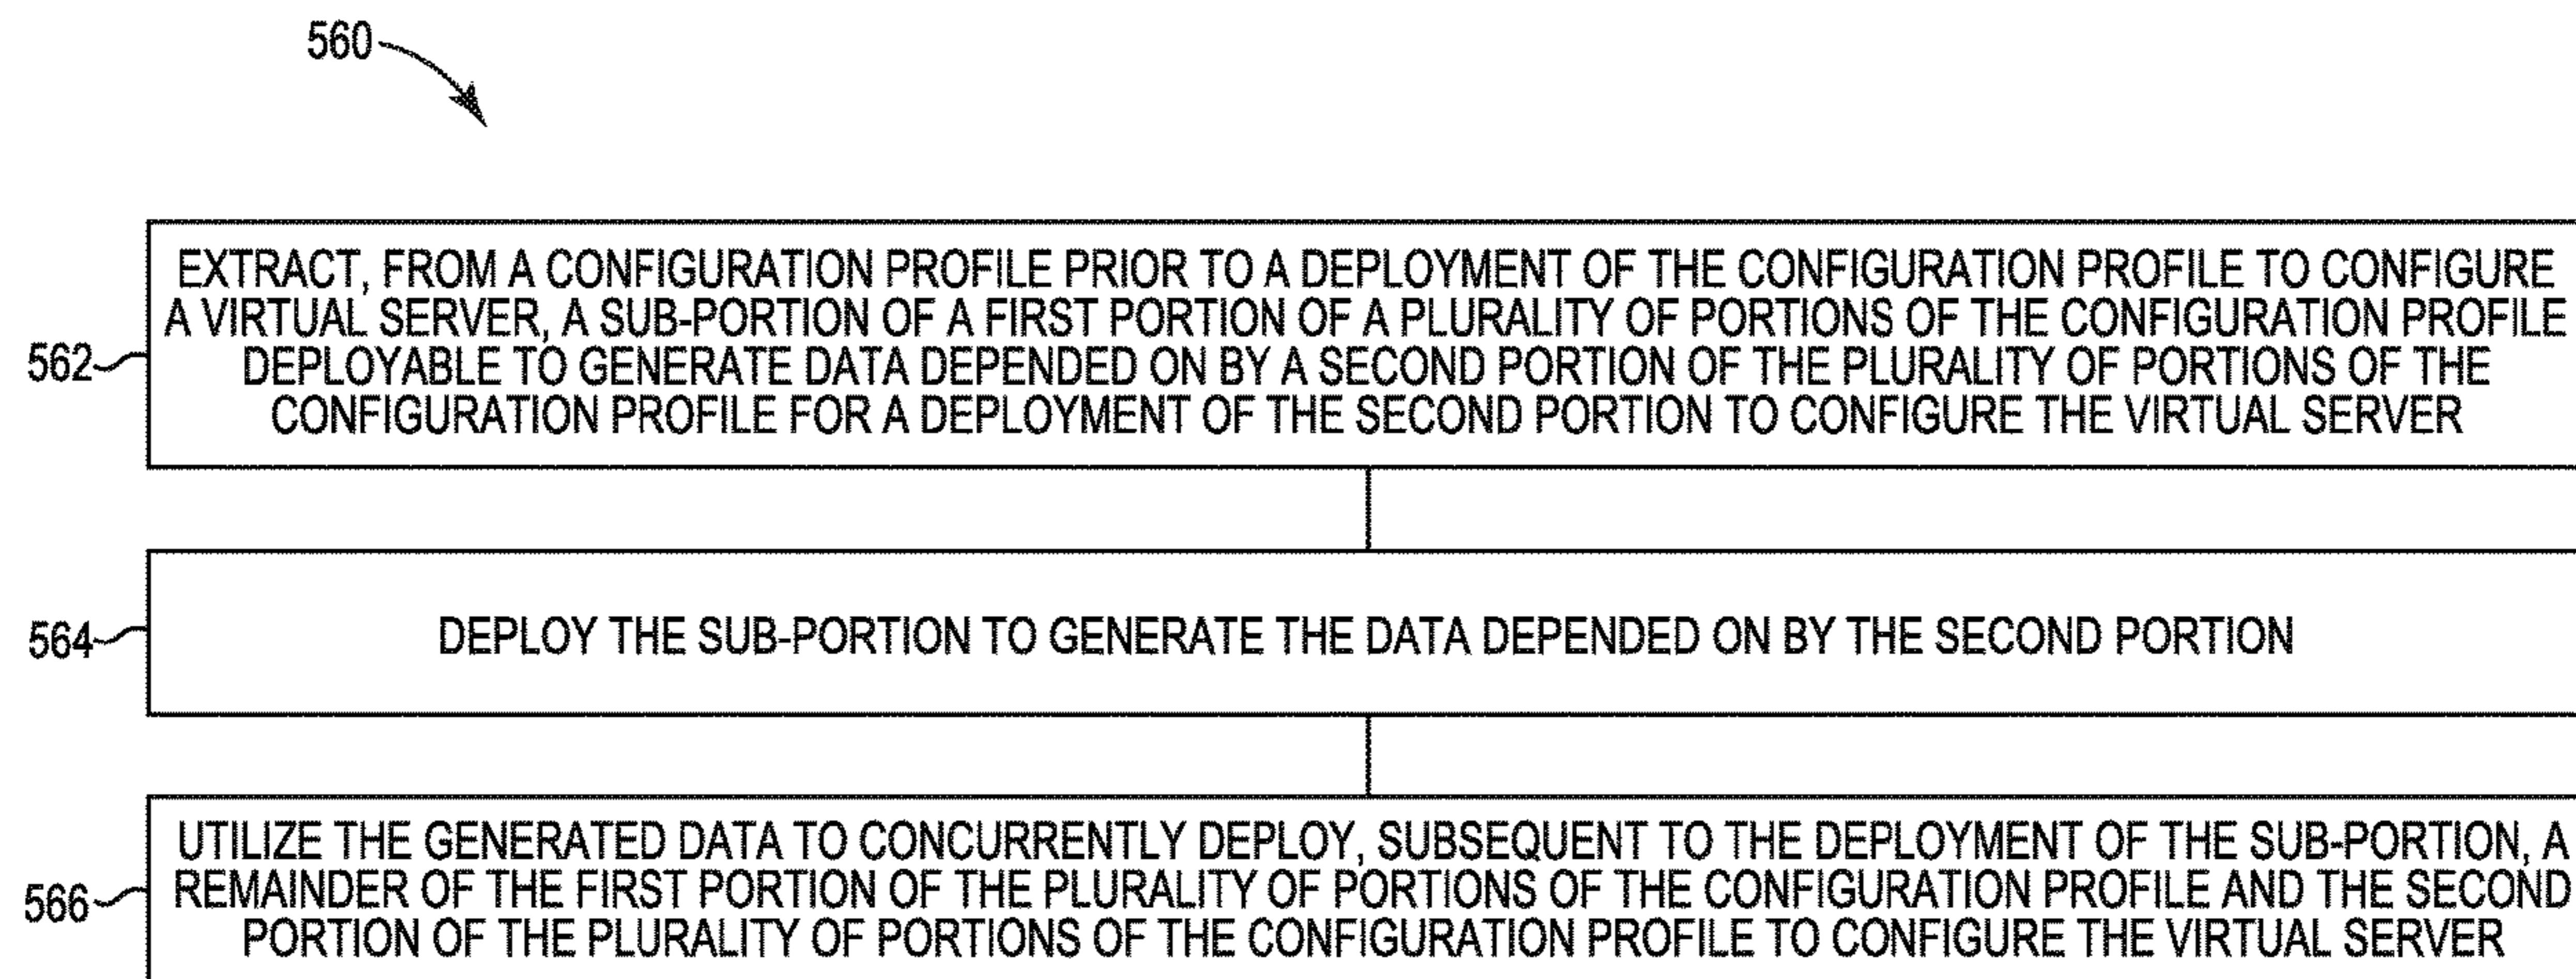 560
EXTRACT, FROM A CONFIGURATION PROFILE PRIOR TO A DEPLOYMENT OF THE CONFIGURATION PROFILE TO CONFIGURE
A VIRTUAL SERVER, A SUB-PORTION OF A FIRST PORTION OF A PLURALITY OF PORTIONS OF THE CONFIGURATION PROFILE
562
DEPLOYABLE TO GENERATE DATA DEPENDED ON BY A SECOND PORTION OF THE PLURALITY OF PORTIONS OF THE
CONFIGURATION PROFILE FOR A DEPLOYMENT OF THE SECOND PORTION TO CONFIGURE THE VIRTUAL SERVER
564
DEPLOY THE SUB-PORTION TO GENERATE THE DATA DEPENDED ON BY THE SECOND PORTION
UTILIZE THE GENERATED DATA TO CONCURRENTLY DEPLOY, SUBSEQUENT TO THE DEPLOYMENT OF THE SUB-PORTION, A
566
REMAINDER OF THE FIRST PORTION OF THE PLURALITY OF PORTIONS OF THE CONFIGURATION PROFILE AND THE SECOND
PORTION OF THE PLURALITY OF PORTIONS OF THE CONFIGURATION PROFILE TO CONFIGURE THE VIRTUAL SERVER